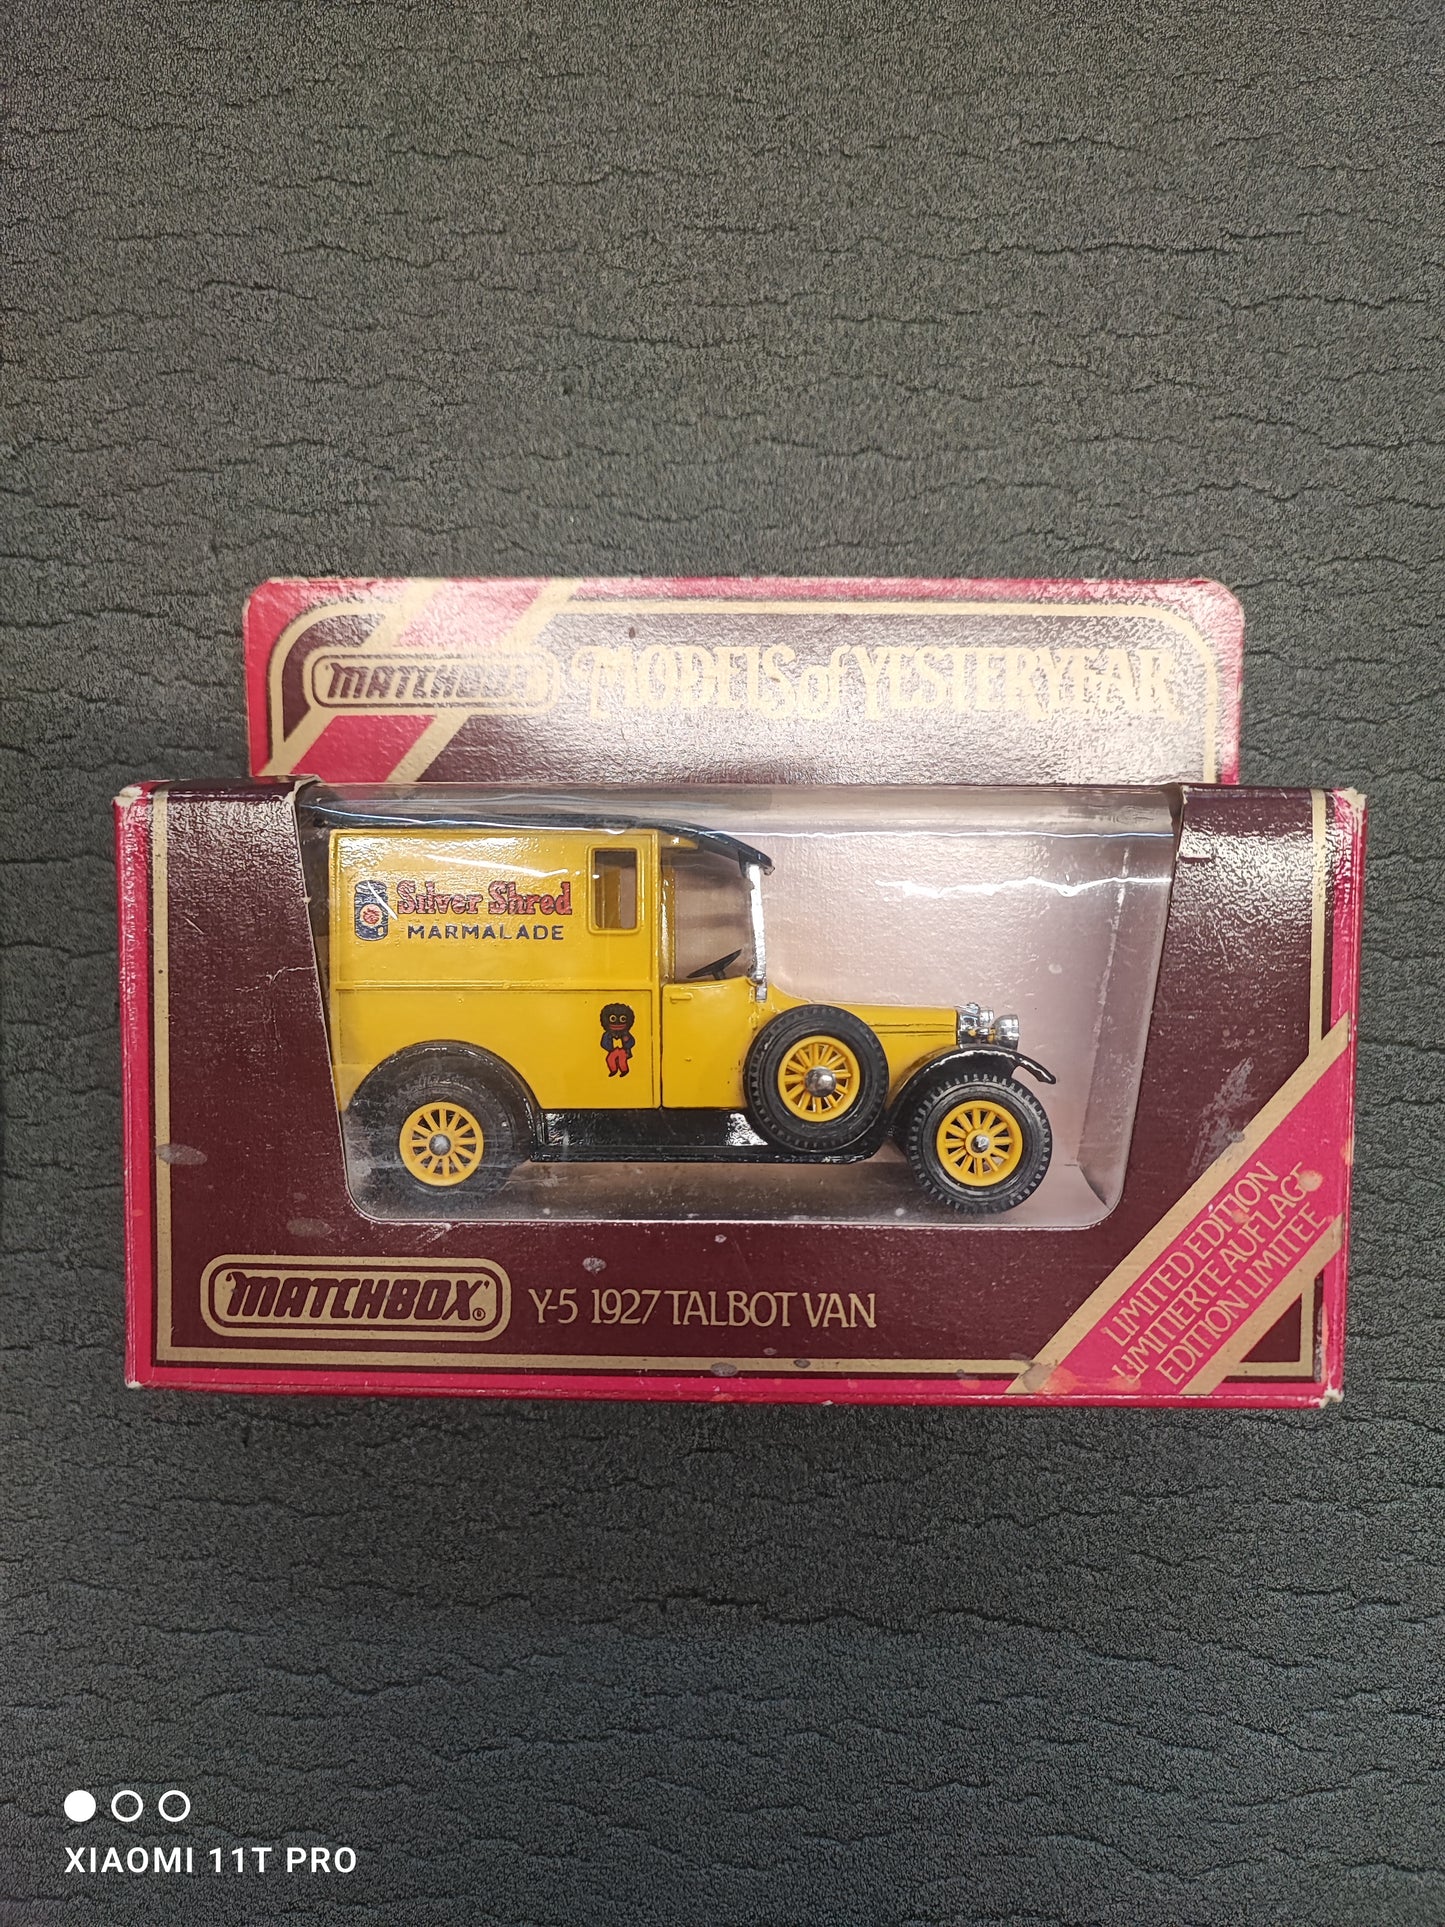 MATCHBOX MODELS of YESTERYEAR
Silver Shred
MARMALADE
"MATCHBOX"® Y-5 1927 TALBOT VAN
LIMITED EDITION
LIMITIERTE AUFLAGE
EDITION LIMITEE
XIAOMI 11T PRO